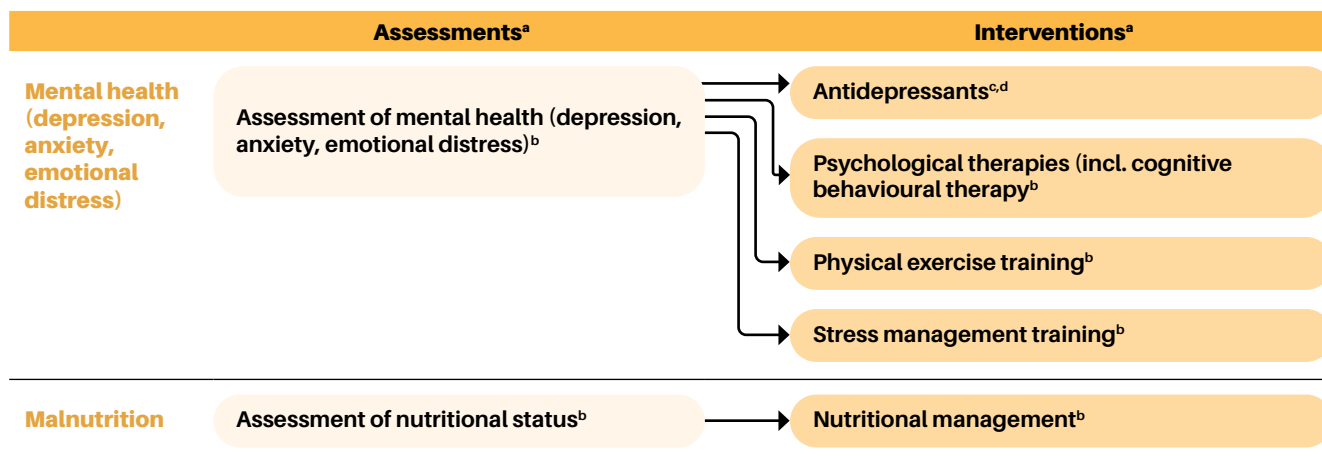 Assessmentsᵃ Interventionsᵃ
Mental health
(depression,
anxiety,
emotional
distress)
Assessment of mental health (depression,
anxiety, emotional distress)ᵇ
Antidepressantsᶜ,ᵈ
Psychological therapies (incl. cognitive
behavioural therapyᵇ
Physical exercise trainingᵇ
Stress management trainingᵇ
Malnutrition
Assessment of nutritional statusᵇ
Nutritional managementᵇ